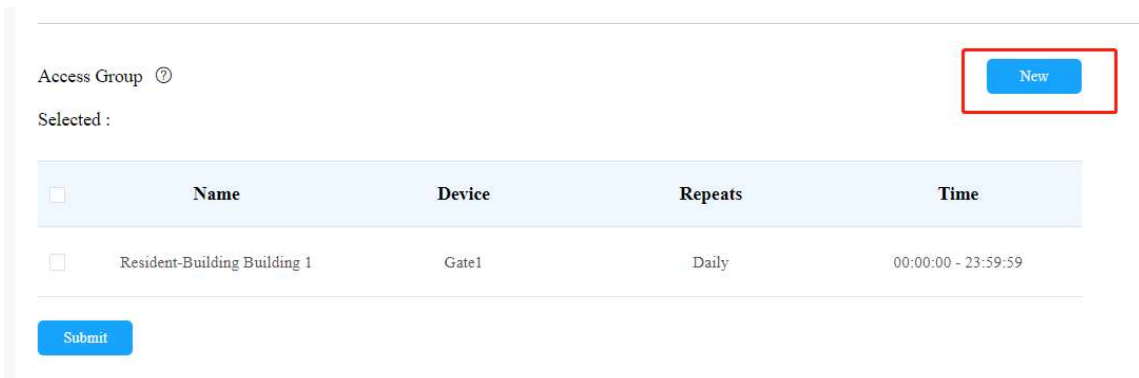 Access Group ?
New
Selected :
Name Device Repeats Time
Resident-Building Building 1 Gate1 Daily 00:00:00 - 23:59:59
Submit